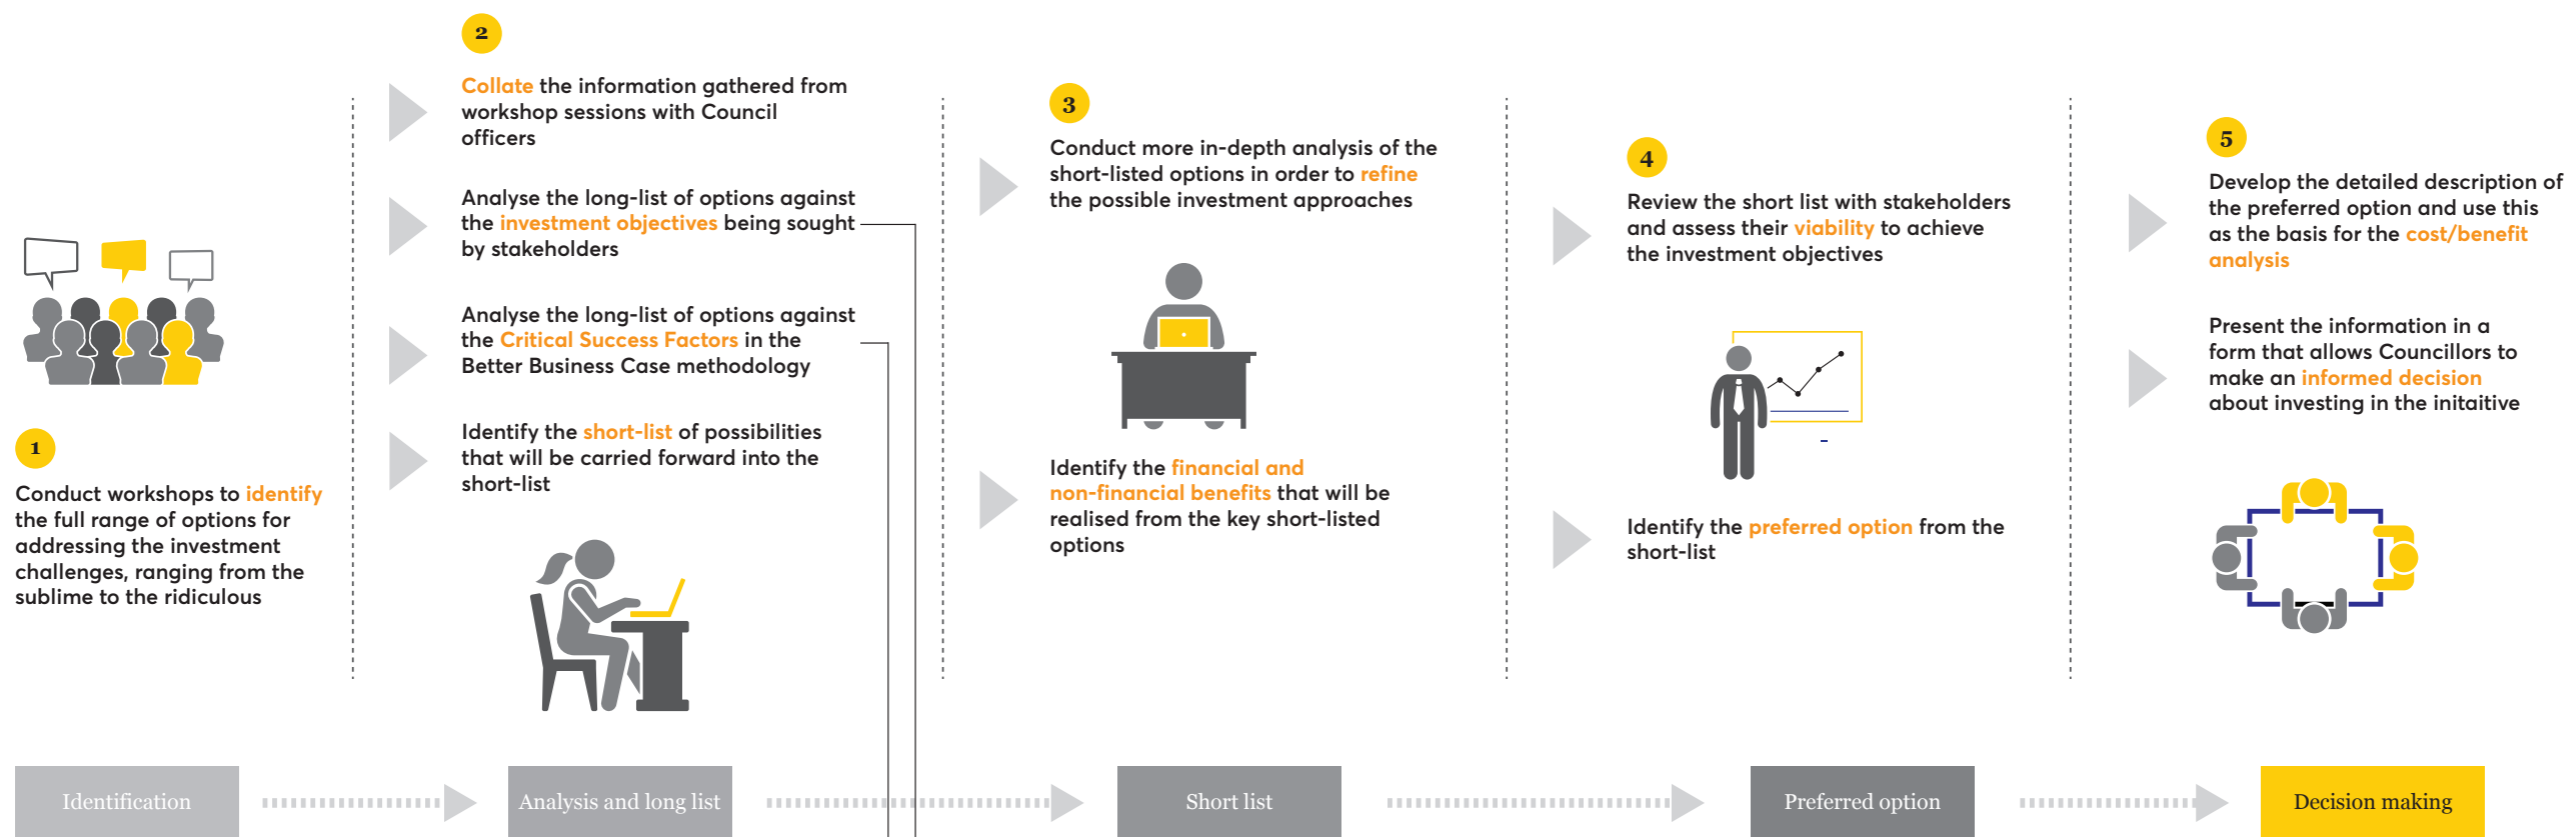 1
Conduct workshops to identify
the full range of options for
addressing the investment
challenges, ranging from the
sublime to the ridiculous
2
Collate the information gathered from
workshop sessions with Council
officers
Analyse the long-list of options against
the investment objectives being sought
by stakeholders
Analyse the long-list of options against
the Critical Success Factors in the
Better Business Case methodology
Identify the short-list of possibilities
that will be carried forward into the
short-list
3
Conduct more in-depth analysis of the
short-listed options in order to refine
the possible investment approaches
Identify the financial and
non-financial benefits that will be
realised from the key short-listed
options
4
Review the short list with stakeholders
and assess their viability to achieve
the investment objectives
Identify the preferred option from the
short-list
5
Develop the detailed description of
the preferred option and use this
as the basis for the cost/benefit
analysis
Present the information in a
form that allows Councillors to
make an informed decision
about investing in the initaitive
Identification
Analysis and long list
Short list
Preferred option
Decision making